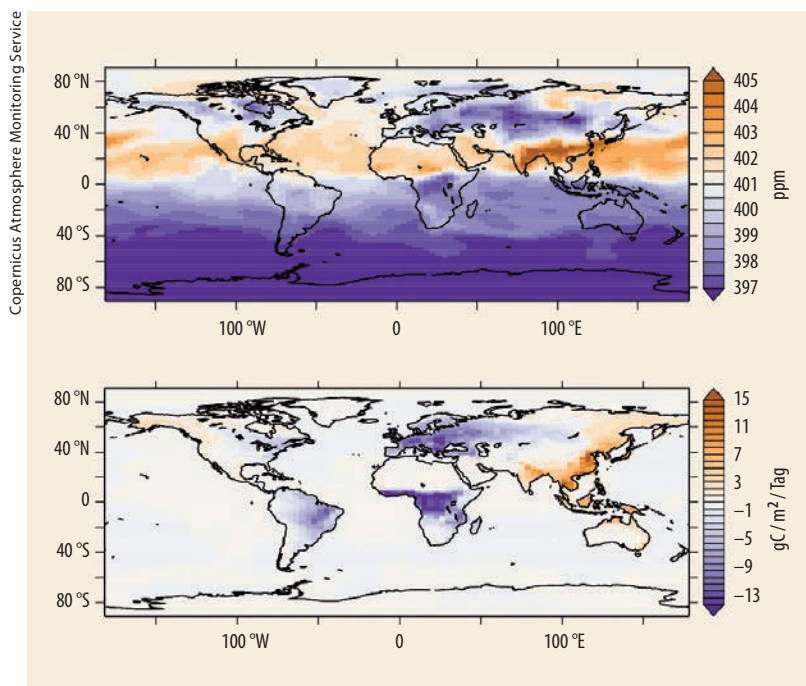 Copernicus Atmosphere Monitoring Service
80 °N
40 °N
0
40 °S
80 °S
100 °W
0
100 °E
405
404
403
402
401
400
399
398
397
ppm
80 °N
40 °N
0
40 °S
80 °S
100 °W
0
100 °E
15
11
7
3
−1
−5
−9
−13
gC / m² / Tag